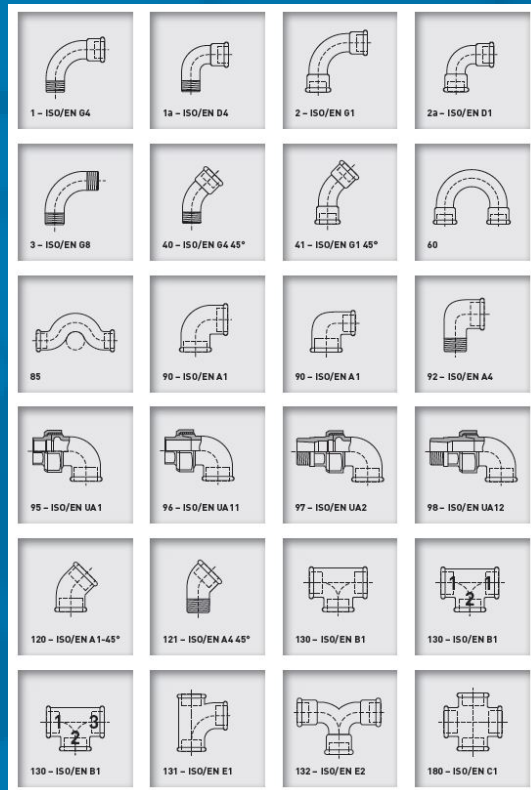 1 – ISO/EN G4
1a – ISO/EN D4
2 – ISO/EN G1
2a – ISO/EN D1
3 – ISO/EN G8
40 – ISO/EN G4 45°
41 – ISO/EN G1 45°
60
85
90 – ISO/EN A1
90 – ISO/EN A1
92 – ISO/EN A4
95 – ISO/EN UA1
96 – ISO/EN UA11
97 – ISO/EN UA2
98 – ISO/EN UA12
120 – ISO/EN A1-45°
121 – ISO/EN A4 45°
130 – ISO/EN B1
1 1
2
130 – ISO/EN B1
1 3
2
130 – ISO/EN B1
131 – ISO/EN E1
132 – ISO/EN E2
180 – ISO/EN C1